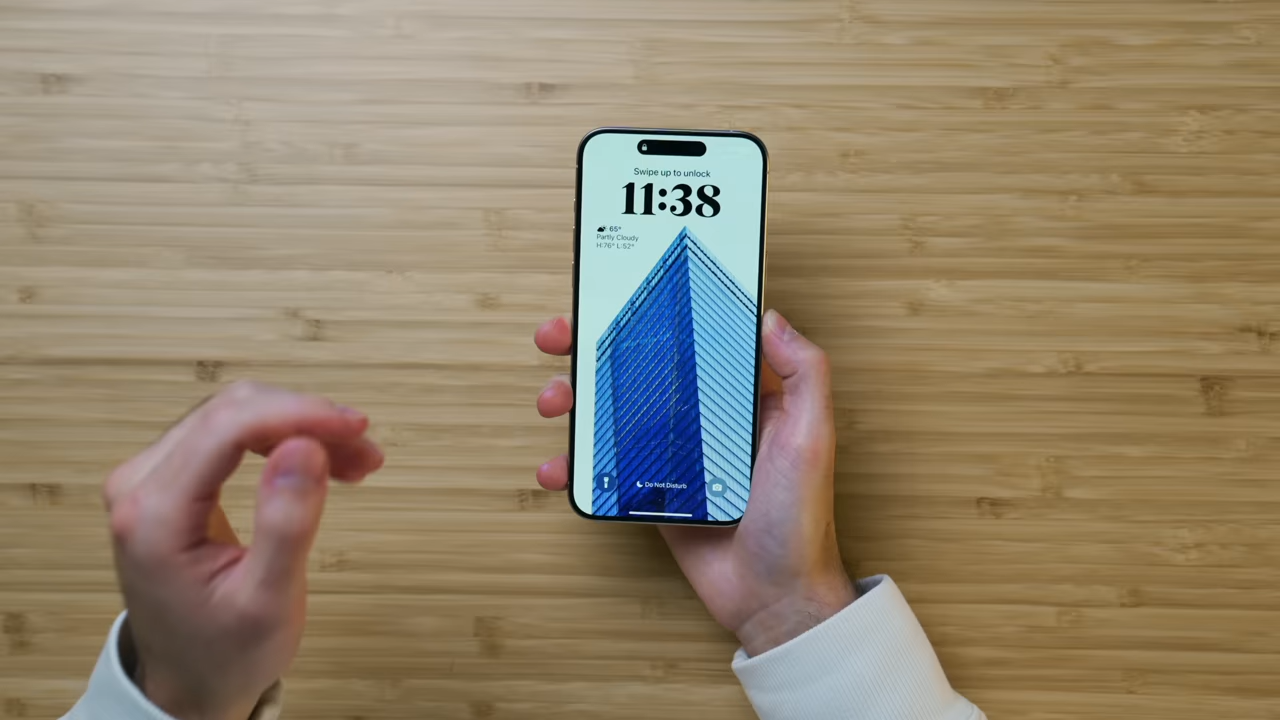 Swipe up to unlock
11:38
65°
Partly Cloudy
H:76° L:52°
Do Not Disturb